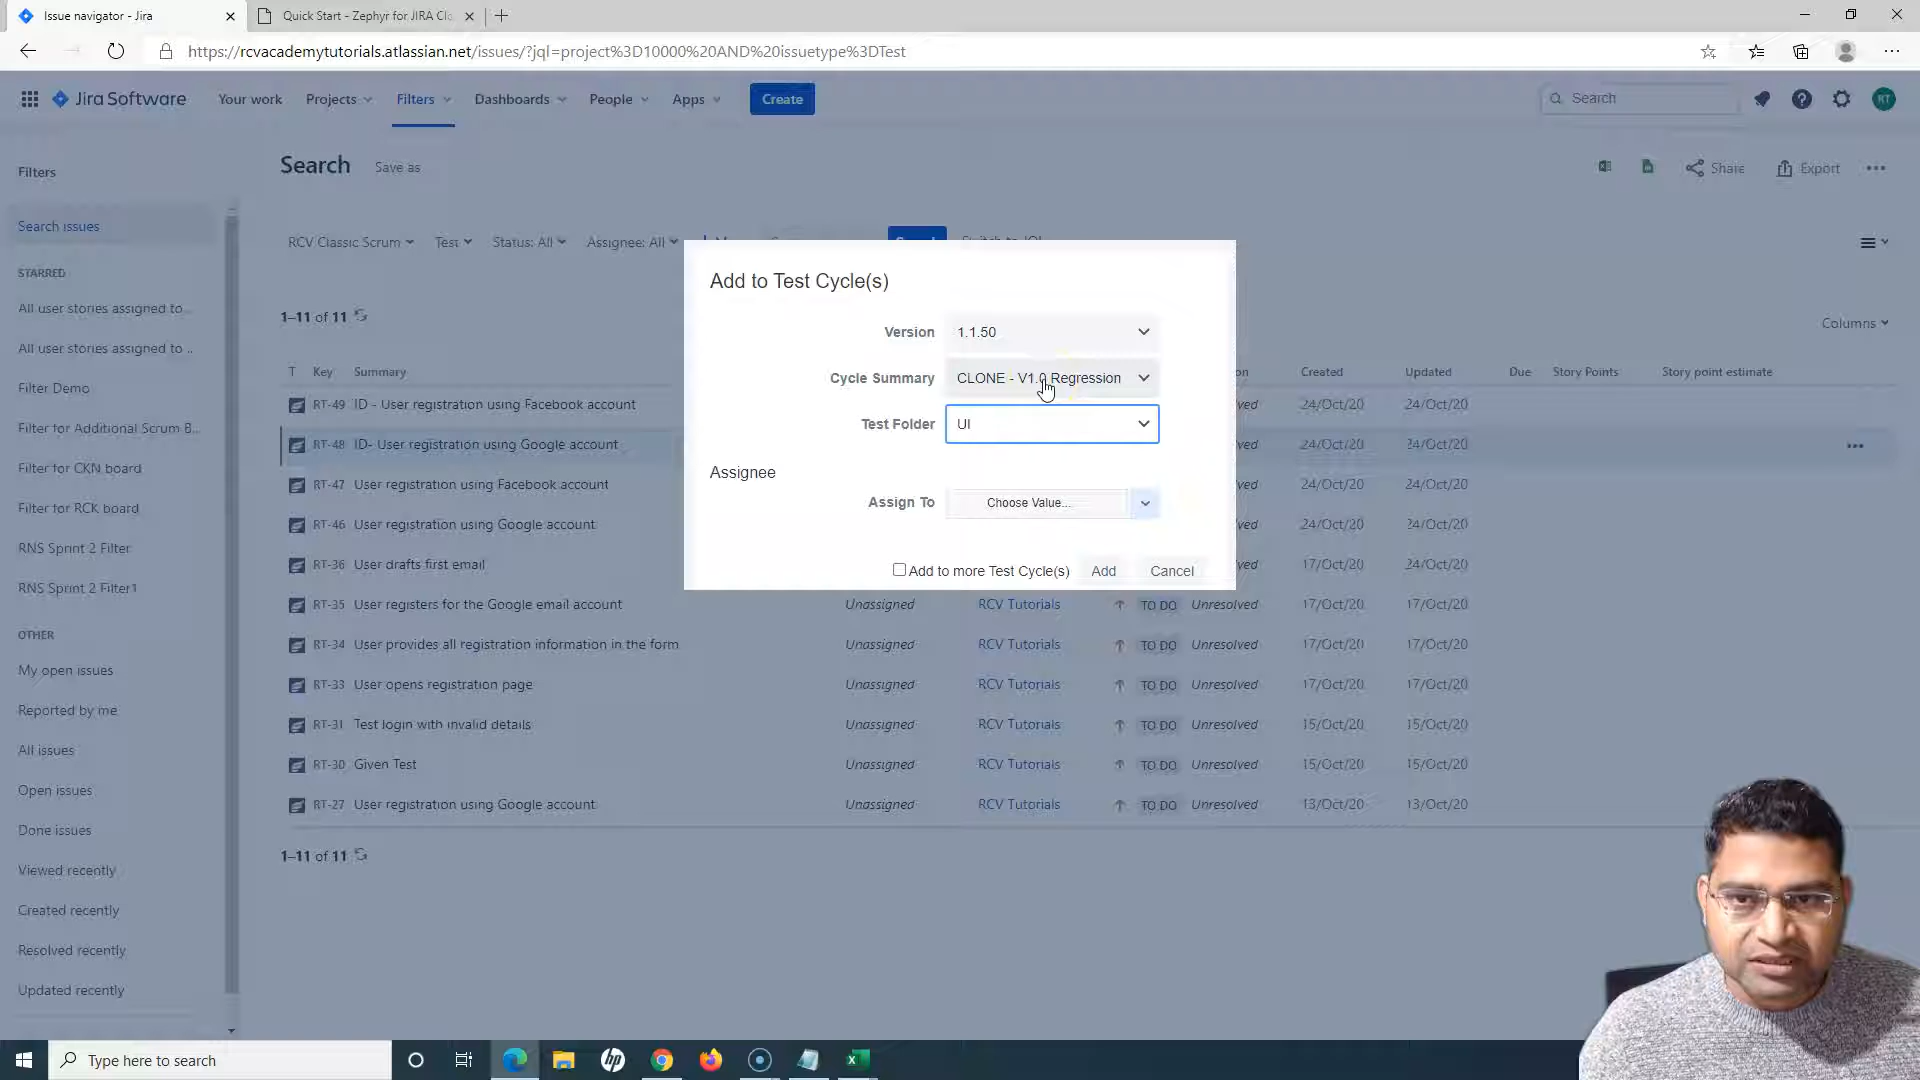 Issue navigator - Jira
Quick Start - Zephyr for JIRA Clo
https://rcvacademytutorials.atlassian.net/issues/?jql=project%3D10000%20AND%20issuetype%3DTest
Jira Software
Your work
Projects
Filters
Dashboards
People
Apps
Create
Search
RT
Filters
Search issues
STARRED
All user stories assigned to...
All user stories assigned to ..
Filter Demo
Filter for Additional Scrum B...
Filter for CKN board
Filter for RCK board
RNS Sprint 2 Filter
RNS Sprint 2 Filter1
OTHER
My open issues
Reported by me
All issues
Open issues
Done issues
Viewed recently
Created recently
Resolved recently
Updated recently
Search
Save as
Share
Export
RCV Classic Scrum
Test
Status: All
Assignee: All
1–11 of 11
Columns
T Key Summary Created Updated Due Story Points Story point estimate
RT-49 ID - User registration using Facebook account 24/Oct/20 24/Oct/20
RT-48 ID- User registration using Google account 24/Oct/20 24/Oct/20
RT-47 User registration using Facebook account 24/Oct/20 24/Oct/20
RT-46 User registration using Google account 24/Oct/20 24/Oct/20
RT-36 User drafts first email 17/Oct/20 24/Oct/20
RT-35 User registers for the Google email account Unassigned RCV Tutorials TO DO Unresolved 17/Oct/20 17/Oct/20
RT-34 User provides all registration information in the form Unassigned RCV Tutorials TO DO Unresolved 17/Oct/20 17/Oct/20
RT-33 User opens registration page Unassigned RCV Tutorials TO DO Unresolved 17/Oct/20 17/Oct/20
RT-31 Test login with invalid details Unassigned RCV Tutorials TO DO Unresolved 15/Oct/20 15/Oct/20
RT-30 Given Test Unassigned RCV Tutorials TO DO Unresolved 15/Oct/20 15/Oct/20
RT-27 User registration using Google account Unassigned RCV Tutorials TO DO Unresolved 13/Oct/20 13/Oct/20
1–11 of 11
Add to Test Cycle(s)
Version 1.1.50
Cycle Summary CLONE - V1.0 Regression
Test Folder UI
Assignee
Assign To Choose Value...
Add to more Test Cycle(s) Add Cancel
Type here to search